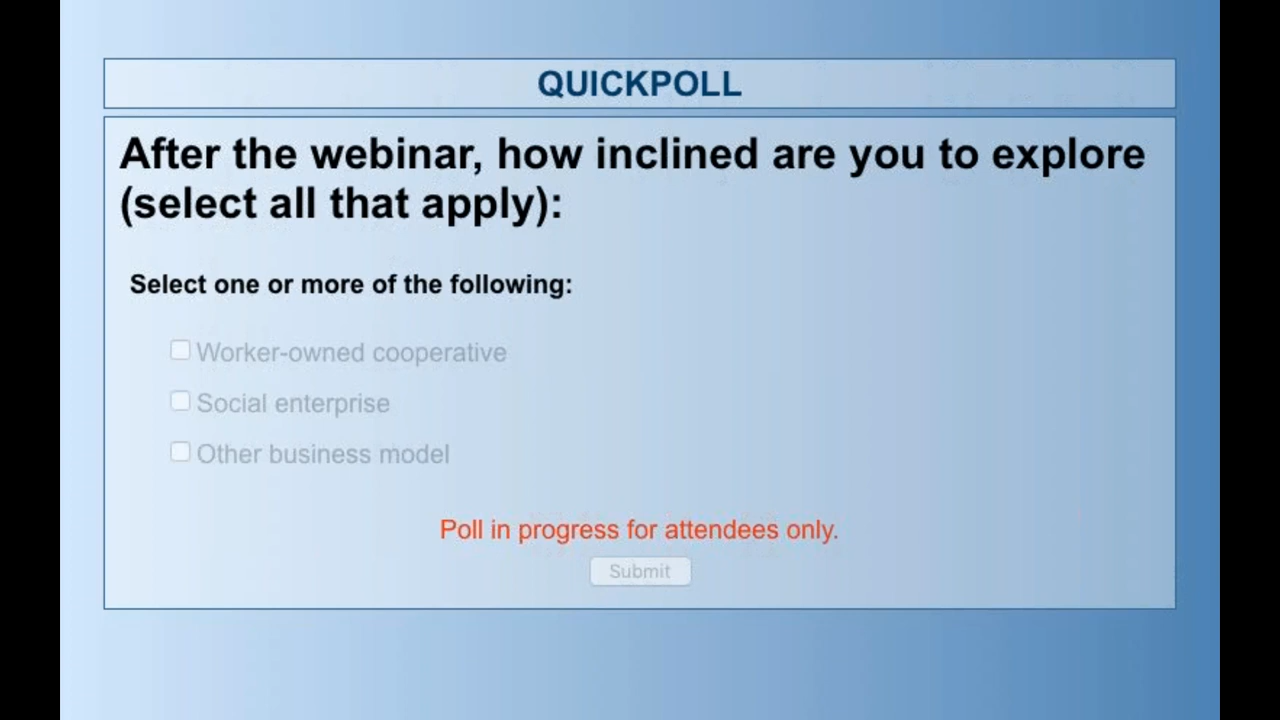 QUICKPOLL
After the webinar, how inclined are you to explore
(select all that apply):
Select one or more of the following:
Worker-owned cooperative
Social enterprise
Other business model
Poll in progress for attendees only.
Submit